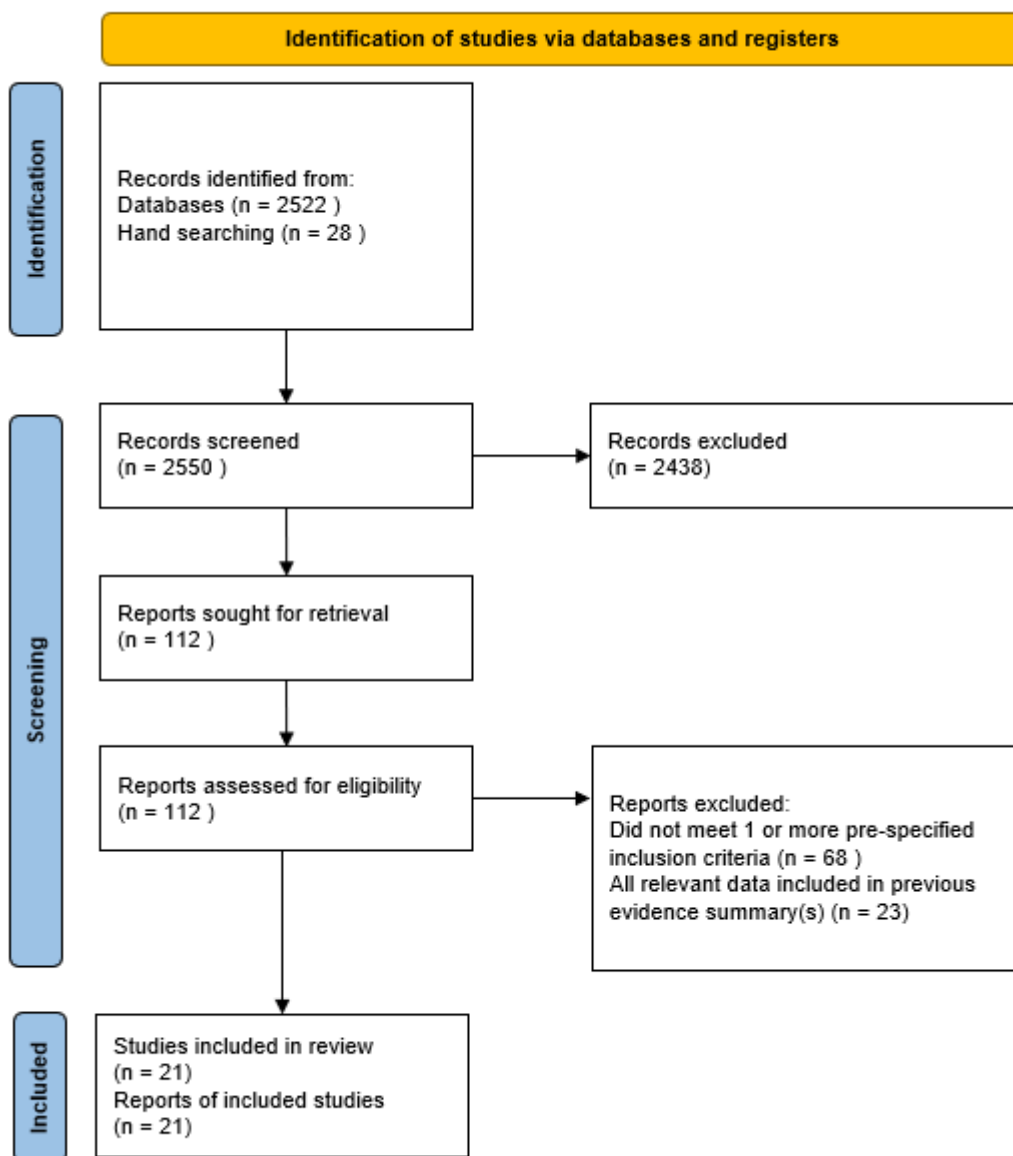 Identification of studies via databases and registers
Identification
Records identified from:
Databases (n = 2522 )
Hand searching (n = 28 )
Screening
Records screened
(n = 2550 )
Records excluded
(n = 2438)
Reports sought for retrieval
(n = 112 )
Reports assessed for eligibility
(n = 112 )
Reports excluded:
Did not meet 1 or more pre-specified
inclusion criteria (n = 68 )
All relevant data included in previous
evidence summary(s) (n = 23)
Included
Studies included in review
(n = 21)
Reports of included studies
(n = 21)